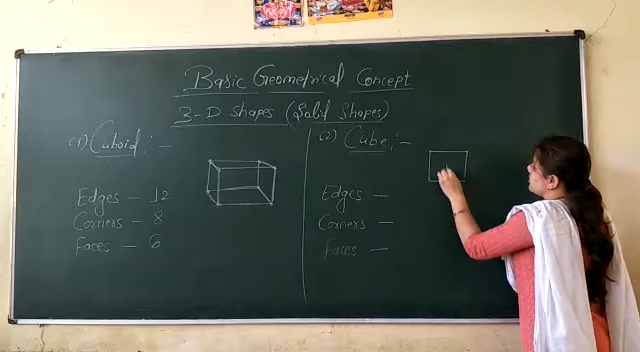 Basic Geometrical Concept
3-D Shapes (Solid Shapes)
(1) Cuboid :-
Edges - 12
Corners - 8
Faces - 6
(2) Cube :-
Edges -
Corners -
Faces -